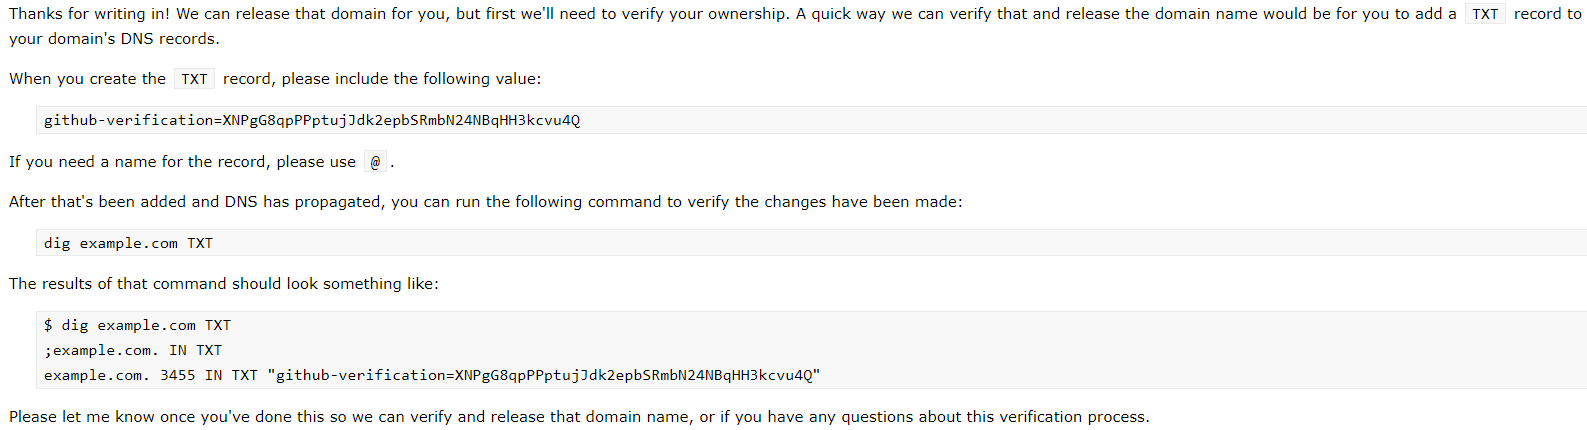 Thanks for writing in! We can release that domain for you, but first we'll need to verify your ownership. A quick way we can verify that and release the domain name would be for you to add a TXT record to
your domain's DNS records.
When you create the TXT record, please include the following value:
github-verification=XNPgG8qpPPptujJdk2epbSRmbN24NBqHH3kcvu4Q
If you need a name for the record, please use @ .
After that's been added and DNS has propagated, you can run the following command to verify the changes have been made:
dig example.com TXT
The results of that command should look something like:
$ dig example.com TXT
;example.com. IN TXT
example.com. 3455 IN TXT "github-verification=XNPgG8qpPPptujJdk2epbSRmbN24NBqHH3kcvu4Q"
Please let me know once you've done this so we can verify and release that domain name, or if you have any questions about this verification process.